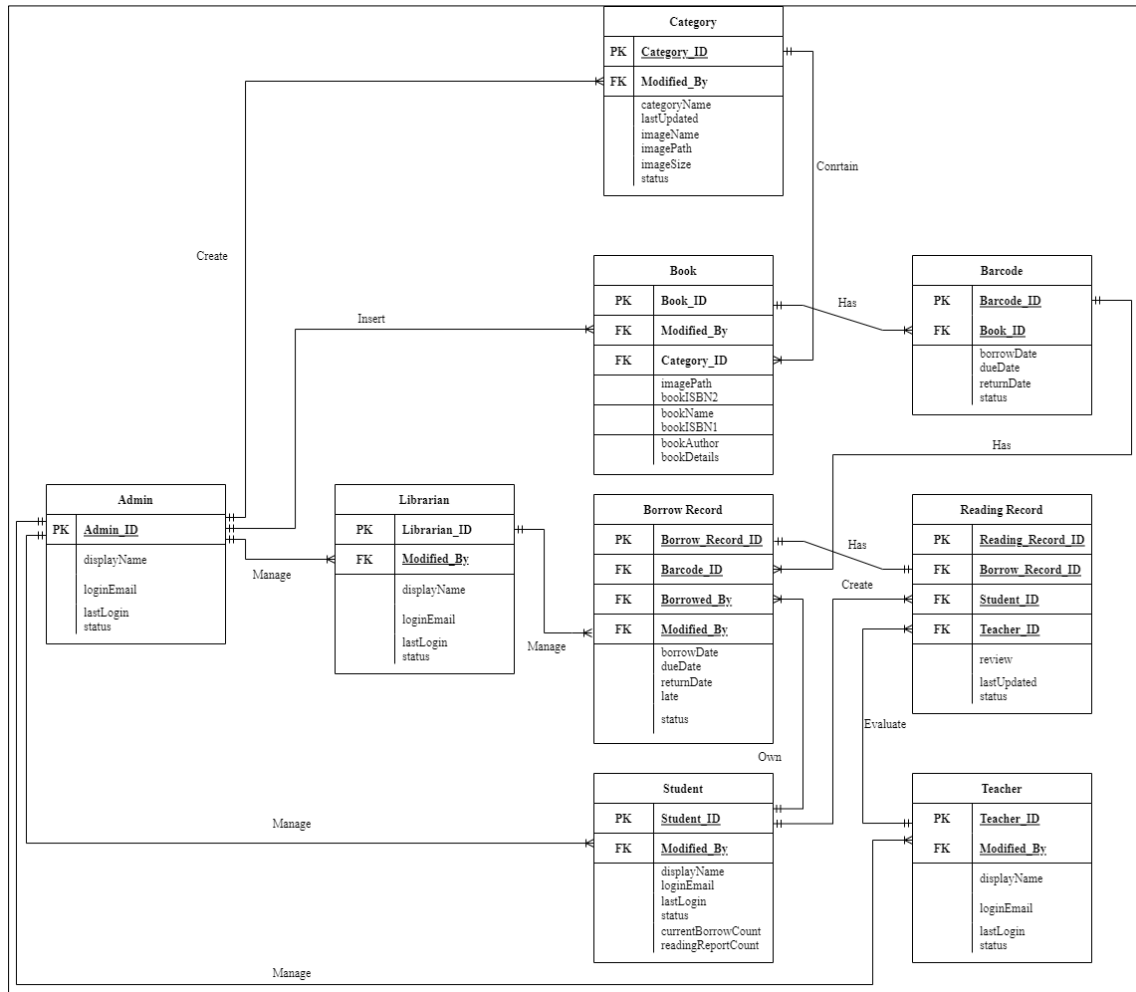 Category
PK Category_ID
FK Modified_By
categoryName
lastUpdated
imageName
imagePath
imageSize
status
Conrtain
Create
Book
PK Book_ID
FK Modified_By
FK Category_ID
imagePath
bookISBN2
bookName
bookISBN1
bookAuthor
bookDetails
Insert
Has
Barcode
PK Barcode_ID
FK Book_ID
borrowDate
dueDate
returnDate
status
Has
Admin
PK Admin_ID
displayName
loginEmail
lastLogin
status
Manage
Librarian
PK Librarian_ID
FK Modified_By
displayName
loginEmail
lastLogin
status
Manage
Borrow Record
PK Borrow_Record_ID
FK Barcode_ID
FK Borrowed_By
FK Modified_By
borrowDate
dueDate
returnDate
late
status
Has
Create
Reading Record
PK Reading_Record_ID
FK Borrow_Record_ID
FK Student_ID
FK Teacher_ID
review
lastUpdated
status
Evaluate
Own
Manage
Student
PK Student_ID
FK Modified_By
displayName
loginEmail
lastLogin
status
currentBorrowCount
readingReportCount
Teacher
PK Teacher_ID
FK Modified_By
displayName
loginEmail
lastLogin
status
Manage